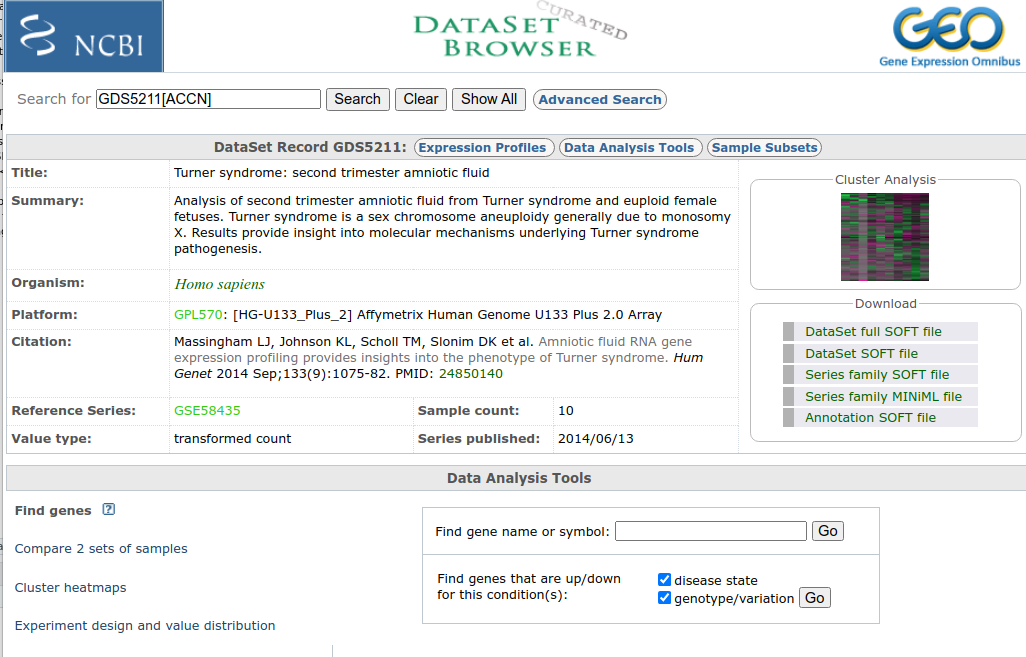 NCBI
DATASET BROWSER
CURATED
GEO
Gene Expression Omnibus
Search for GDS5211[ACCN] Search Clear Show All Advanced Search
DataSet Record GDS5211: Expression Profiles Data Analysis Tools Sample Subsets
Title: Turner syndrome: second trimester amniotic fluid
Summary: Analysis of second trimester amniotic fluid from Turner syndrome and euploid female
fetuses. Turner syndrome is a sex chromosome aneuploidy generally due to monosomy
X. Results provide insight into molecular mechanisms underlying Turner syndrome
pathogenesis.
Organism: Homo sapiens
Platform: GPL570: [HG-U133_Plus_2] Affymetrix Human Genome U133 Plus 2.0 Array
Citation: Massingham LJ, Johnson KL, Scholl TM, Slonim DK et al. Amniotic fluid RNA gene
expression profiling provides insights into the phenotype of Turner syndrome. Hum
Genet 2014 Sep;133(9):1075-82. PMID: 24850140
Reference Series: GSE58435 Sample count: 10
Value type: transformed count Series published: 2014/06/13
Cluster Analysis
Download
DataSet full SOFT file
DataSet SOFT file
Series family SOFT file
Series family MINiML file
Annotation SOFT file
Data Analysis Tools
Find genes ?
Compare 2 sets of samples
Cluster heatmaps
Experiment design and value distribution
Find gene name or symbol: Go
Find genes that are up/down
for this condition(s):
disease state
genotype/variation Go